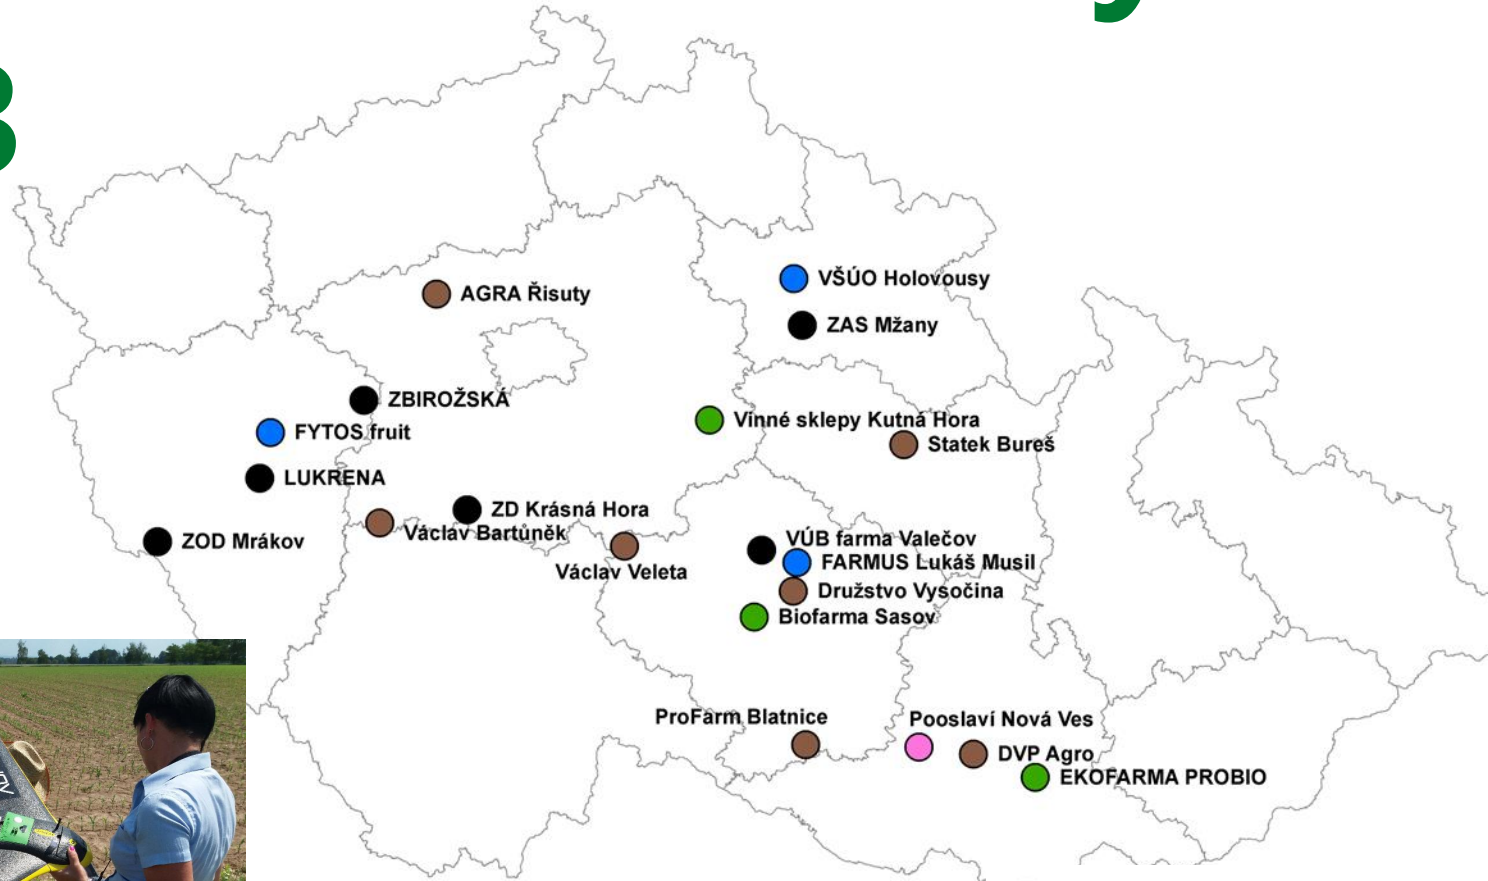 VŠÚO Holovousy
AGRA Řisuty
ZAS Mžany
ZBIROŽSKÁ
Vinné sklepy Kutná Hora
FYTOS fruit
Statek Bureš
LUKRENA
ZD Krásná Hora
Václav Bartůněk
ZOD Mrákov
VÚB farma Valečov
FARMUS Lukáš Musil
Václav Veleta
Družstvo Vysočina
Biofarma Sasov
ProFarm Blatnice
Pooslaví Nová Ves
DVP Agro
EKOFARMA PROBIO